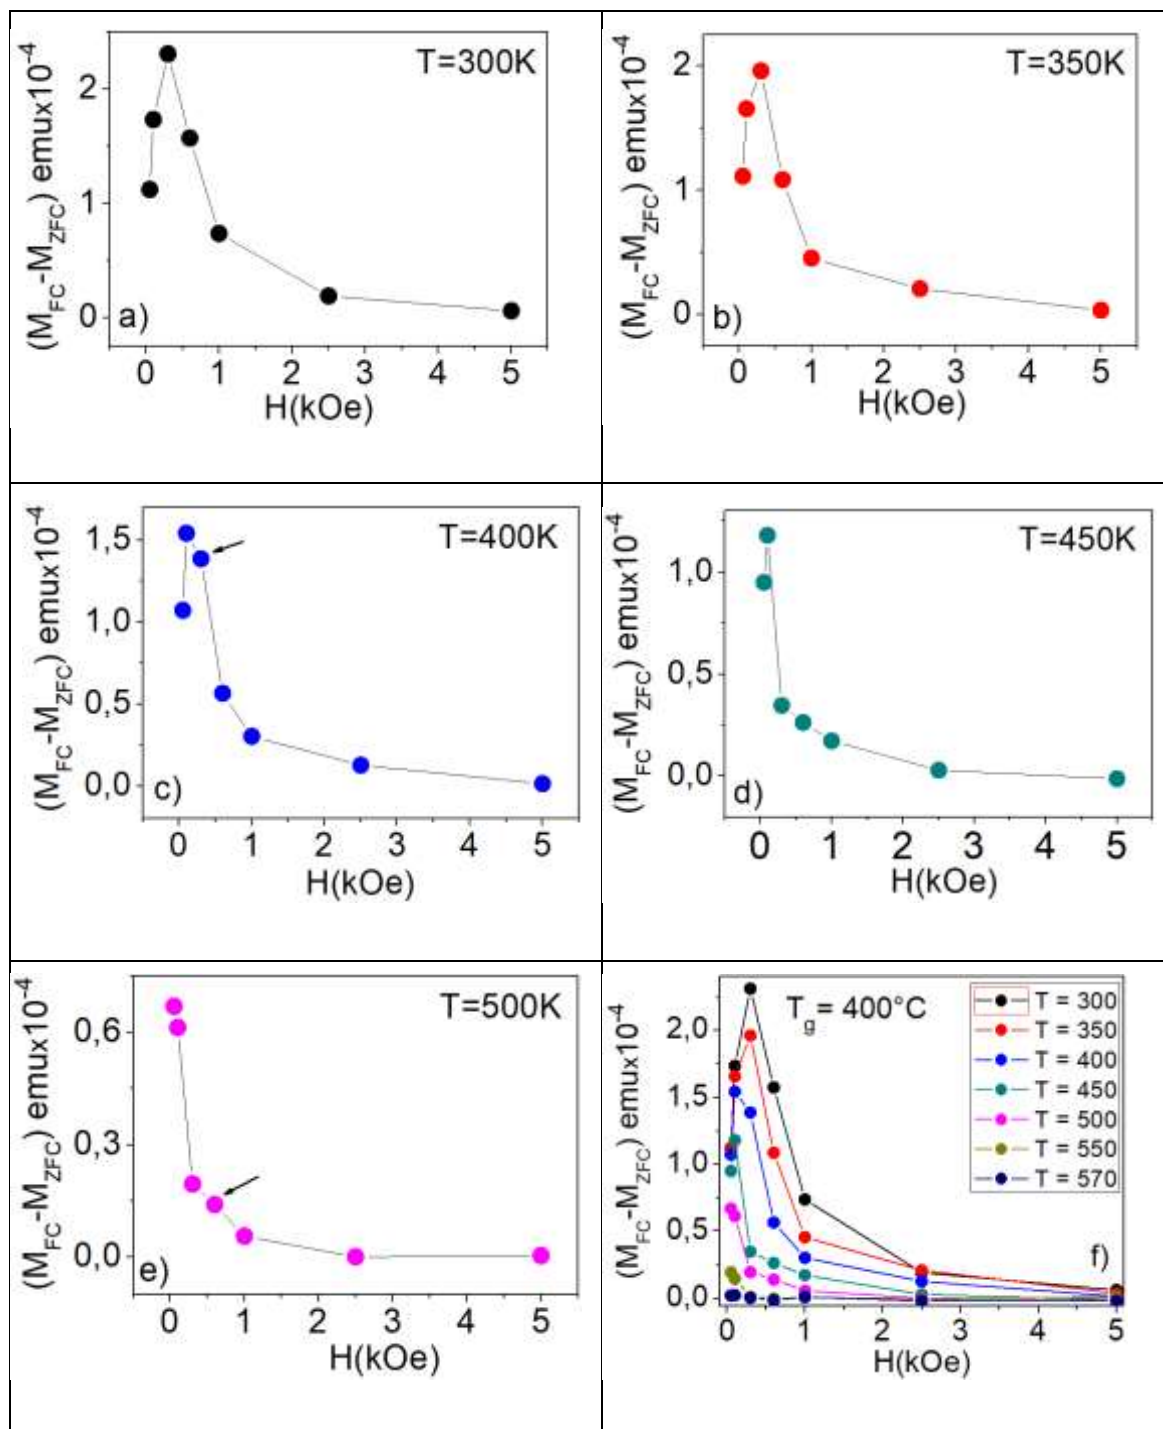 (M_FC-M_ZFC) emux10^-4
T=300K
2
1
0
a)
0 1 2 3 4 5
H(kOe)
(M_FC-M_ZFC) emux10^-4
T=350K
2
1
0
b)
0 1 2 3 4 5
H(kOe)
(M_FC-M_ZFC) emux10^-4
T=400K
1,5
1,0
0,5
0,0
c)
0 1 2 3 4 5
H(kOe)
(M_FC-M_ZFC) emux10^-4
T=450K
1,0
0,5
0,0
d)
0 1 2 3 4 5
H(kOe)
(M_FC-M_ZFC) emux10^-4
T=500K
0,6
0,3
0,0
e)
0 1 2 3 4 5
H(kOe)
(M_FC-M_ZFC) emux10^-4
T_g= 400°C
2,0
1,5
1,0
0,5
0,0
T = 300
T = 350
T = 400
T = 450
T = 500
T = 550
T = 570
f)
0 1 2 3 4 5
H(kOe)